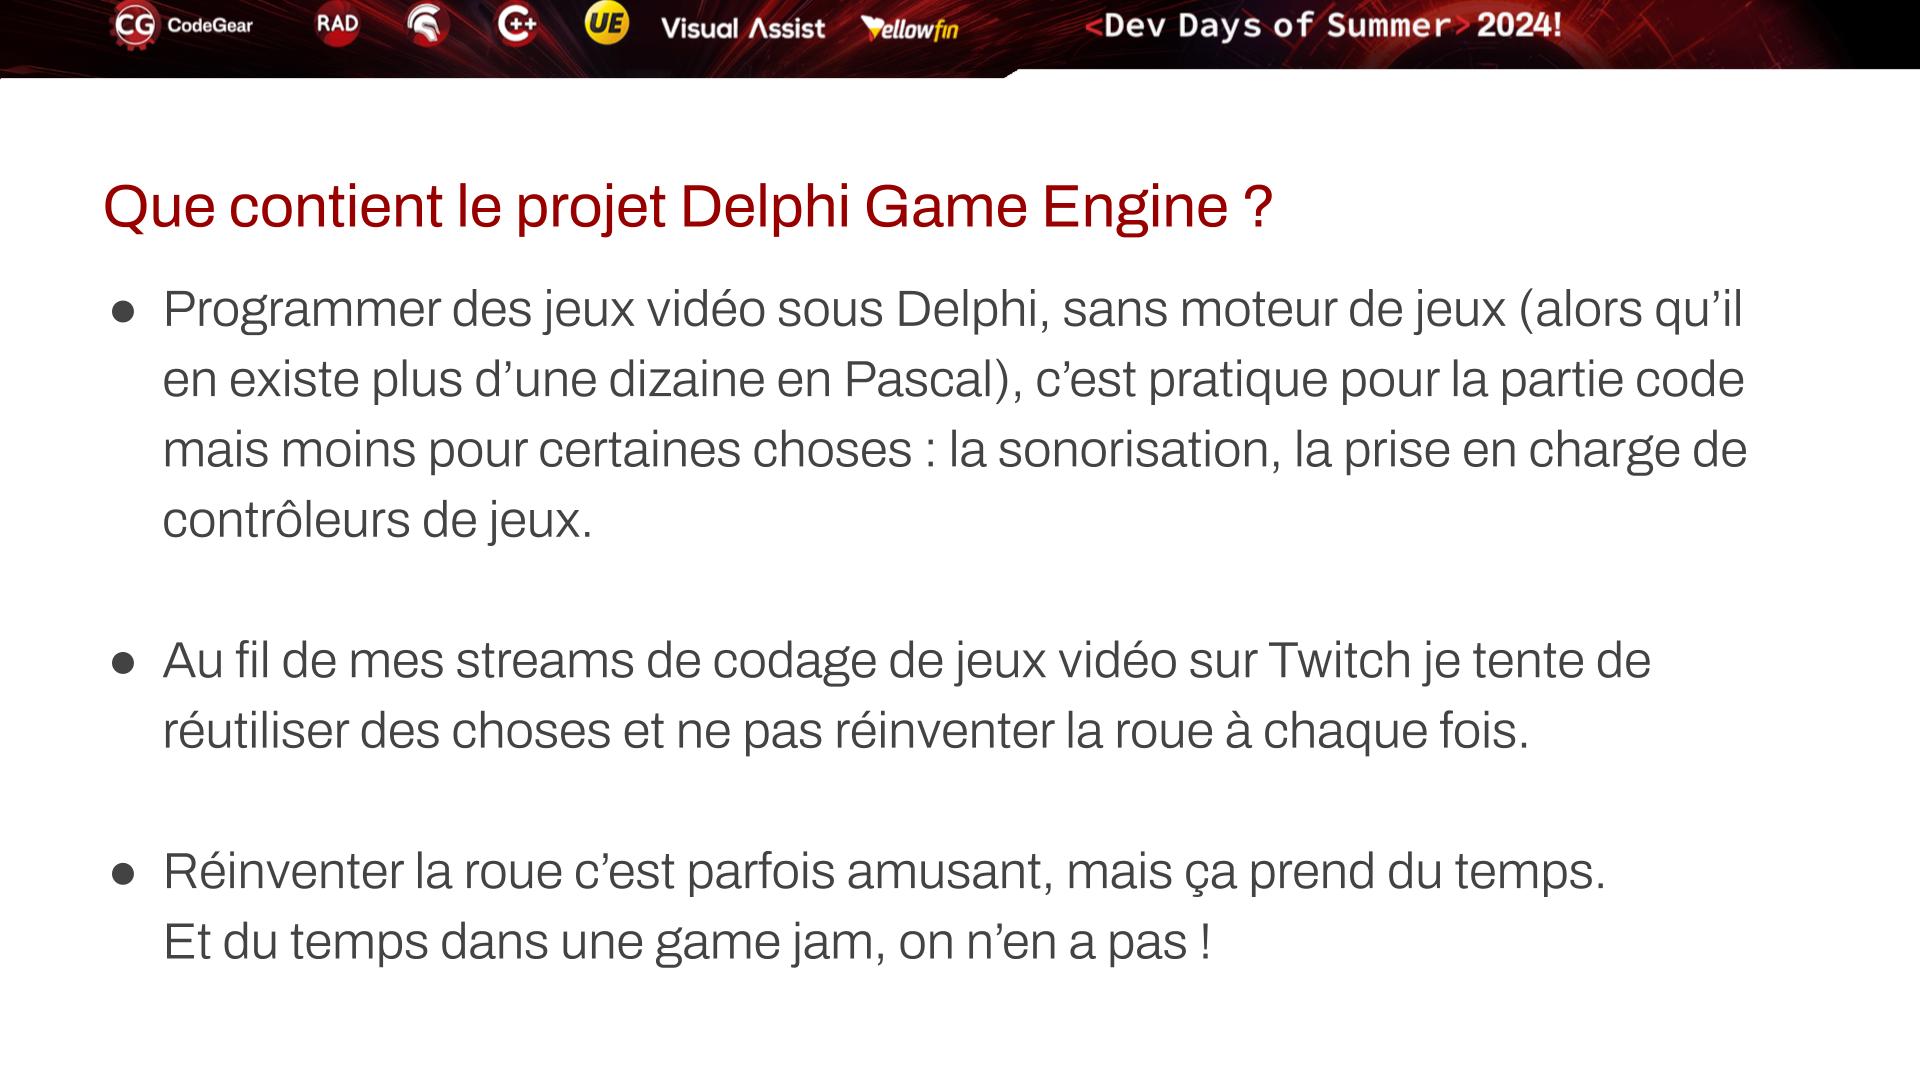 CG CodeGear RAD C++ UE Visual Assist Yellowfin <Dev Days of Summer> 2024!
Que contient le projet Delphi Game Engine ?
● Programmer des jeux vidéo sous Delphi, sans moteur de jeux (alors qu’il
en existe plus d’une dizaine en Pascal), c’est pratique pour la partie code
mais moins pour certaines choses : la sonorisation, la prise en charge de
contrôleurs de jeux.
● Au fil de mes streams de codage de jeux vidéo sur Twitch je tente de
réutiliser des choses et ne pas réinventer la roue à chaque fois.
● Réinventer la roue c’est parfois amusant, mais ça prend du temps.
Et du temps dans une game jam, on n’en a pas !